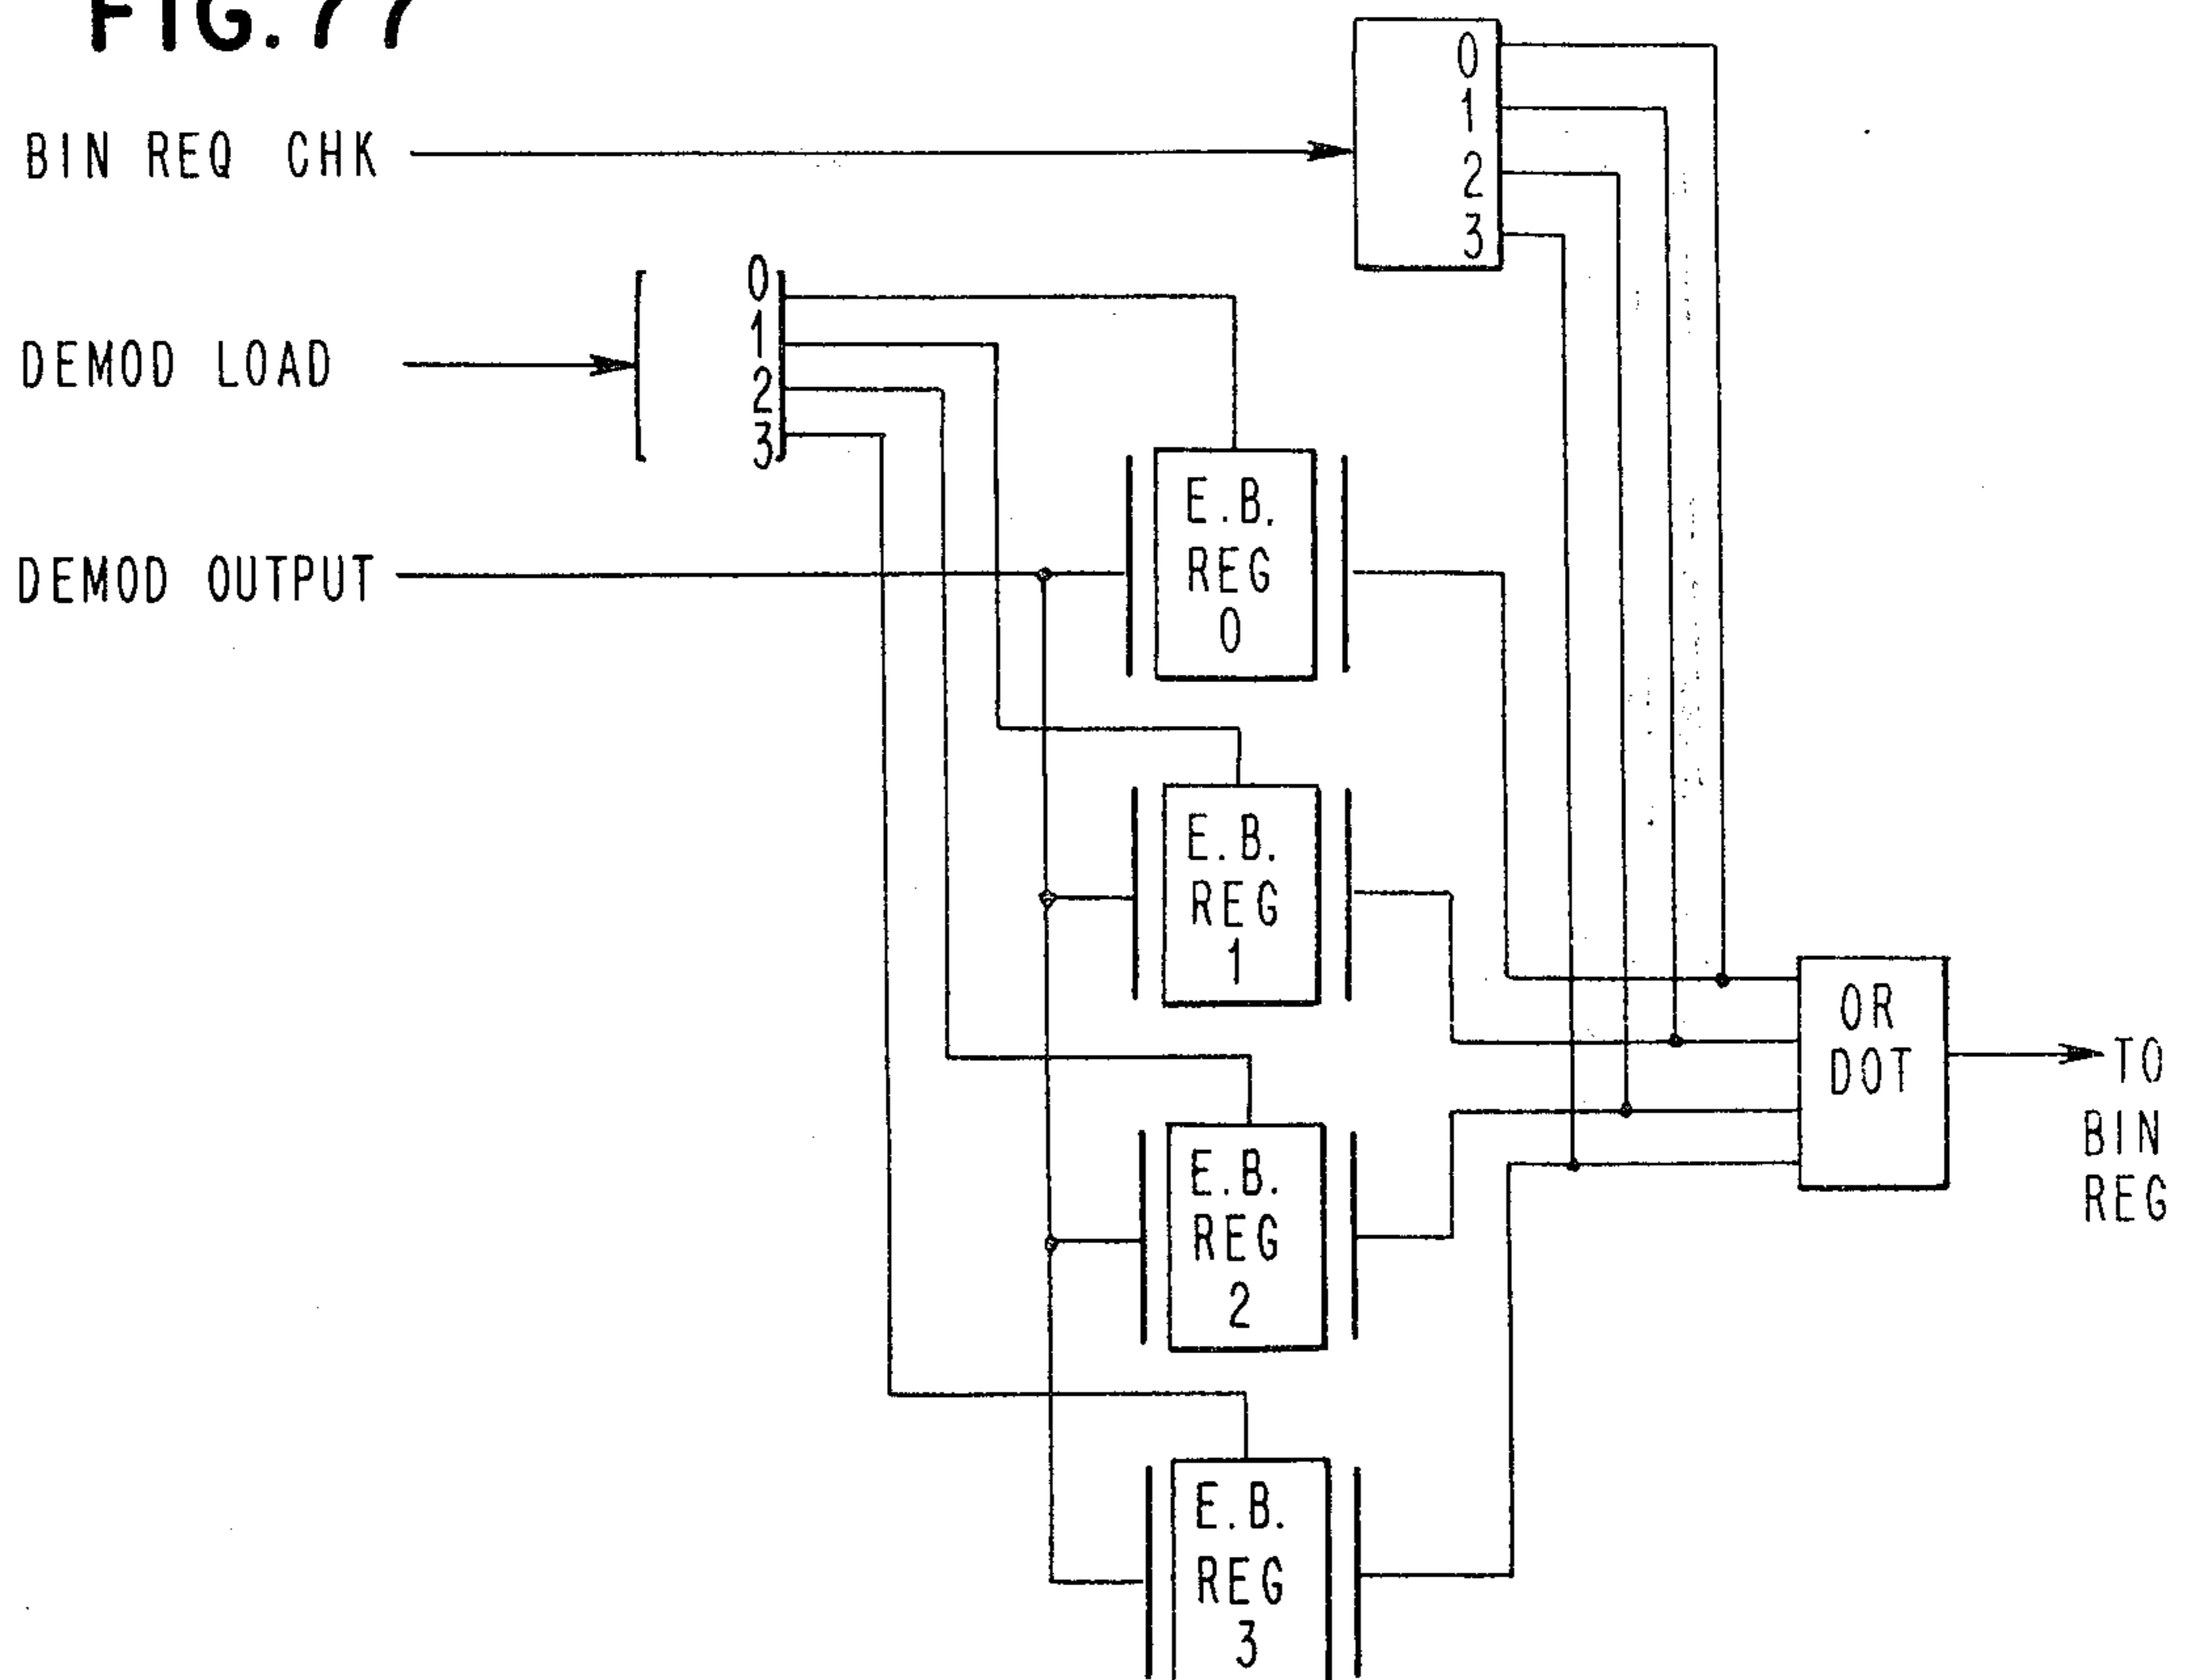 FIG. 77
BIN REQ CHK
0
1
2
3
DEMOD LOAD
0
1
2
3
DEMOD OUTPUT
E.B.
REG
0
E.B.
REG
1
OR
DOT
TO
BIN
REG
E.B.
REG
2
E.B.
REG
3